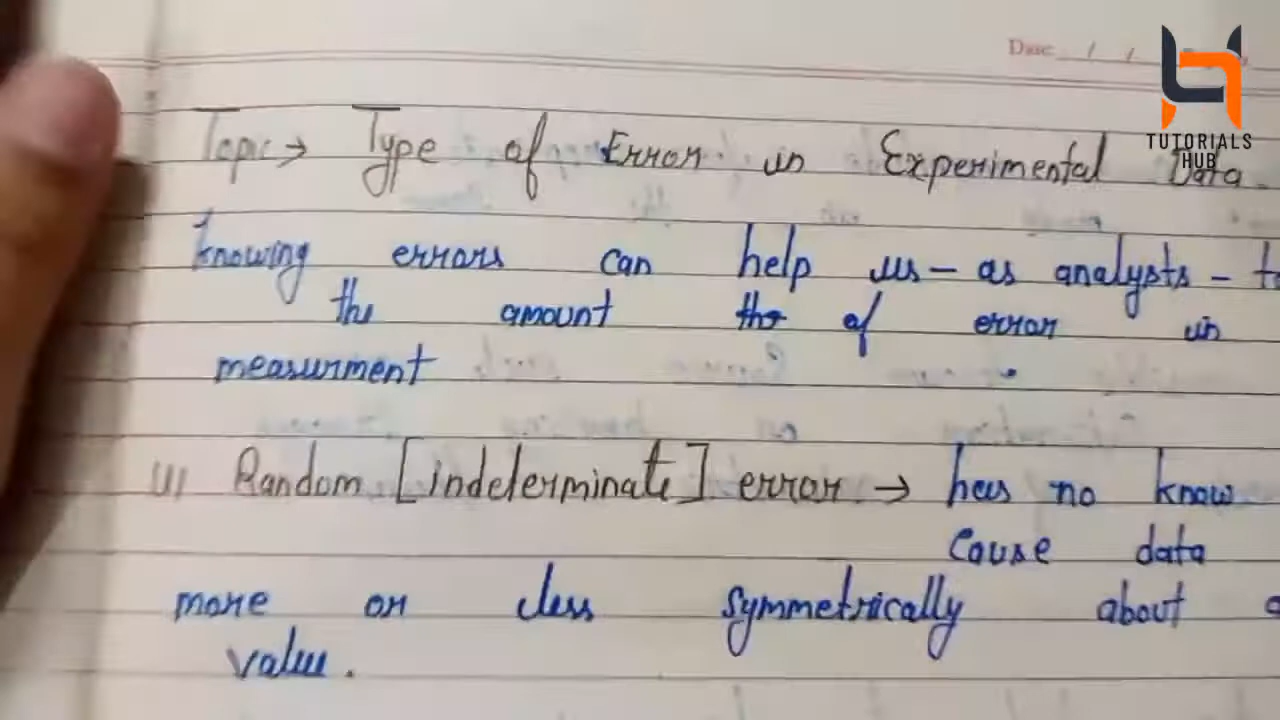 Date / /
TUTORIALS
HUB
Topic → Type of Error in Experimental Data.
knowing errors can help us - as analysts -
the amount of error in
measurment
Random [indeterminate] error → has no know
cause data
more or less symmetrically about
value.